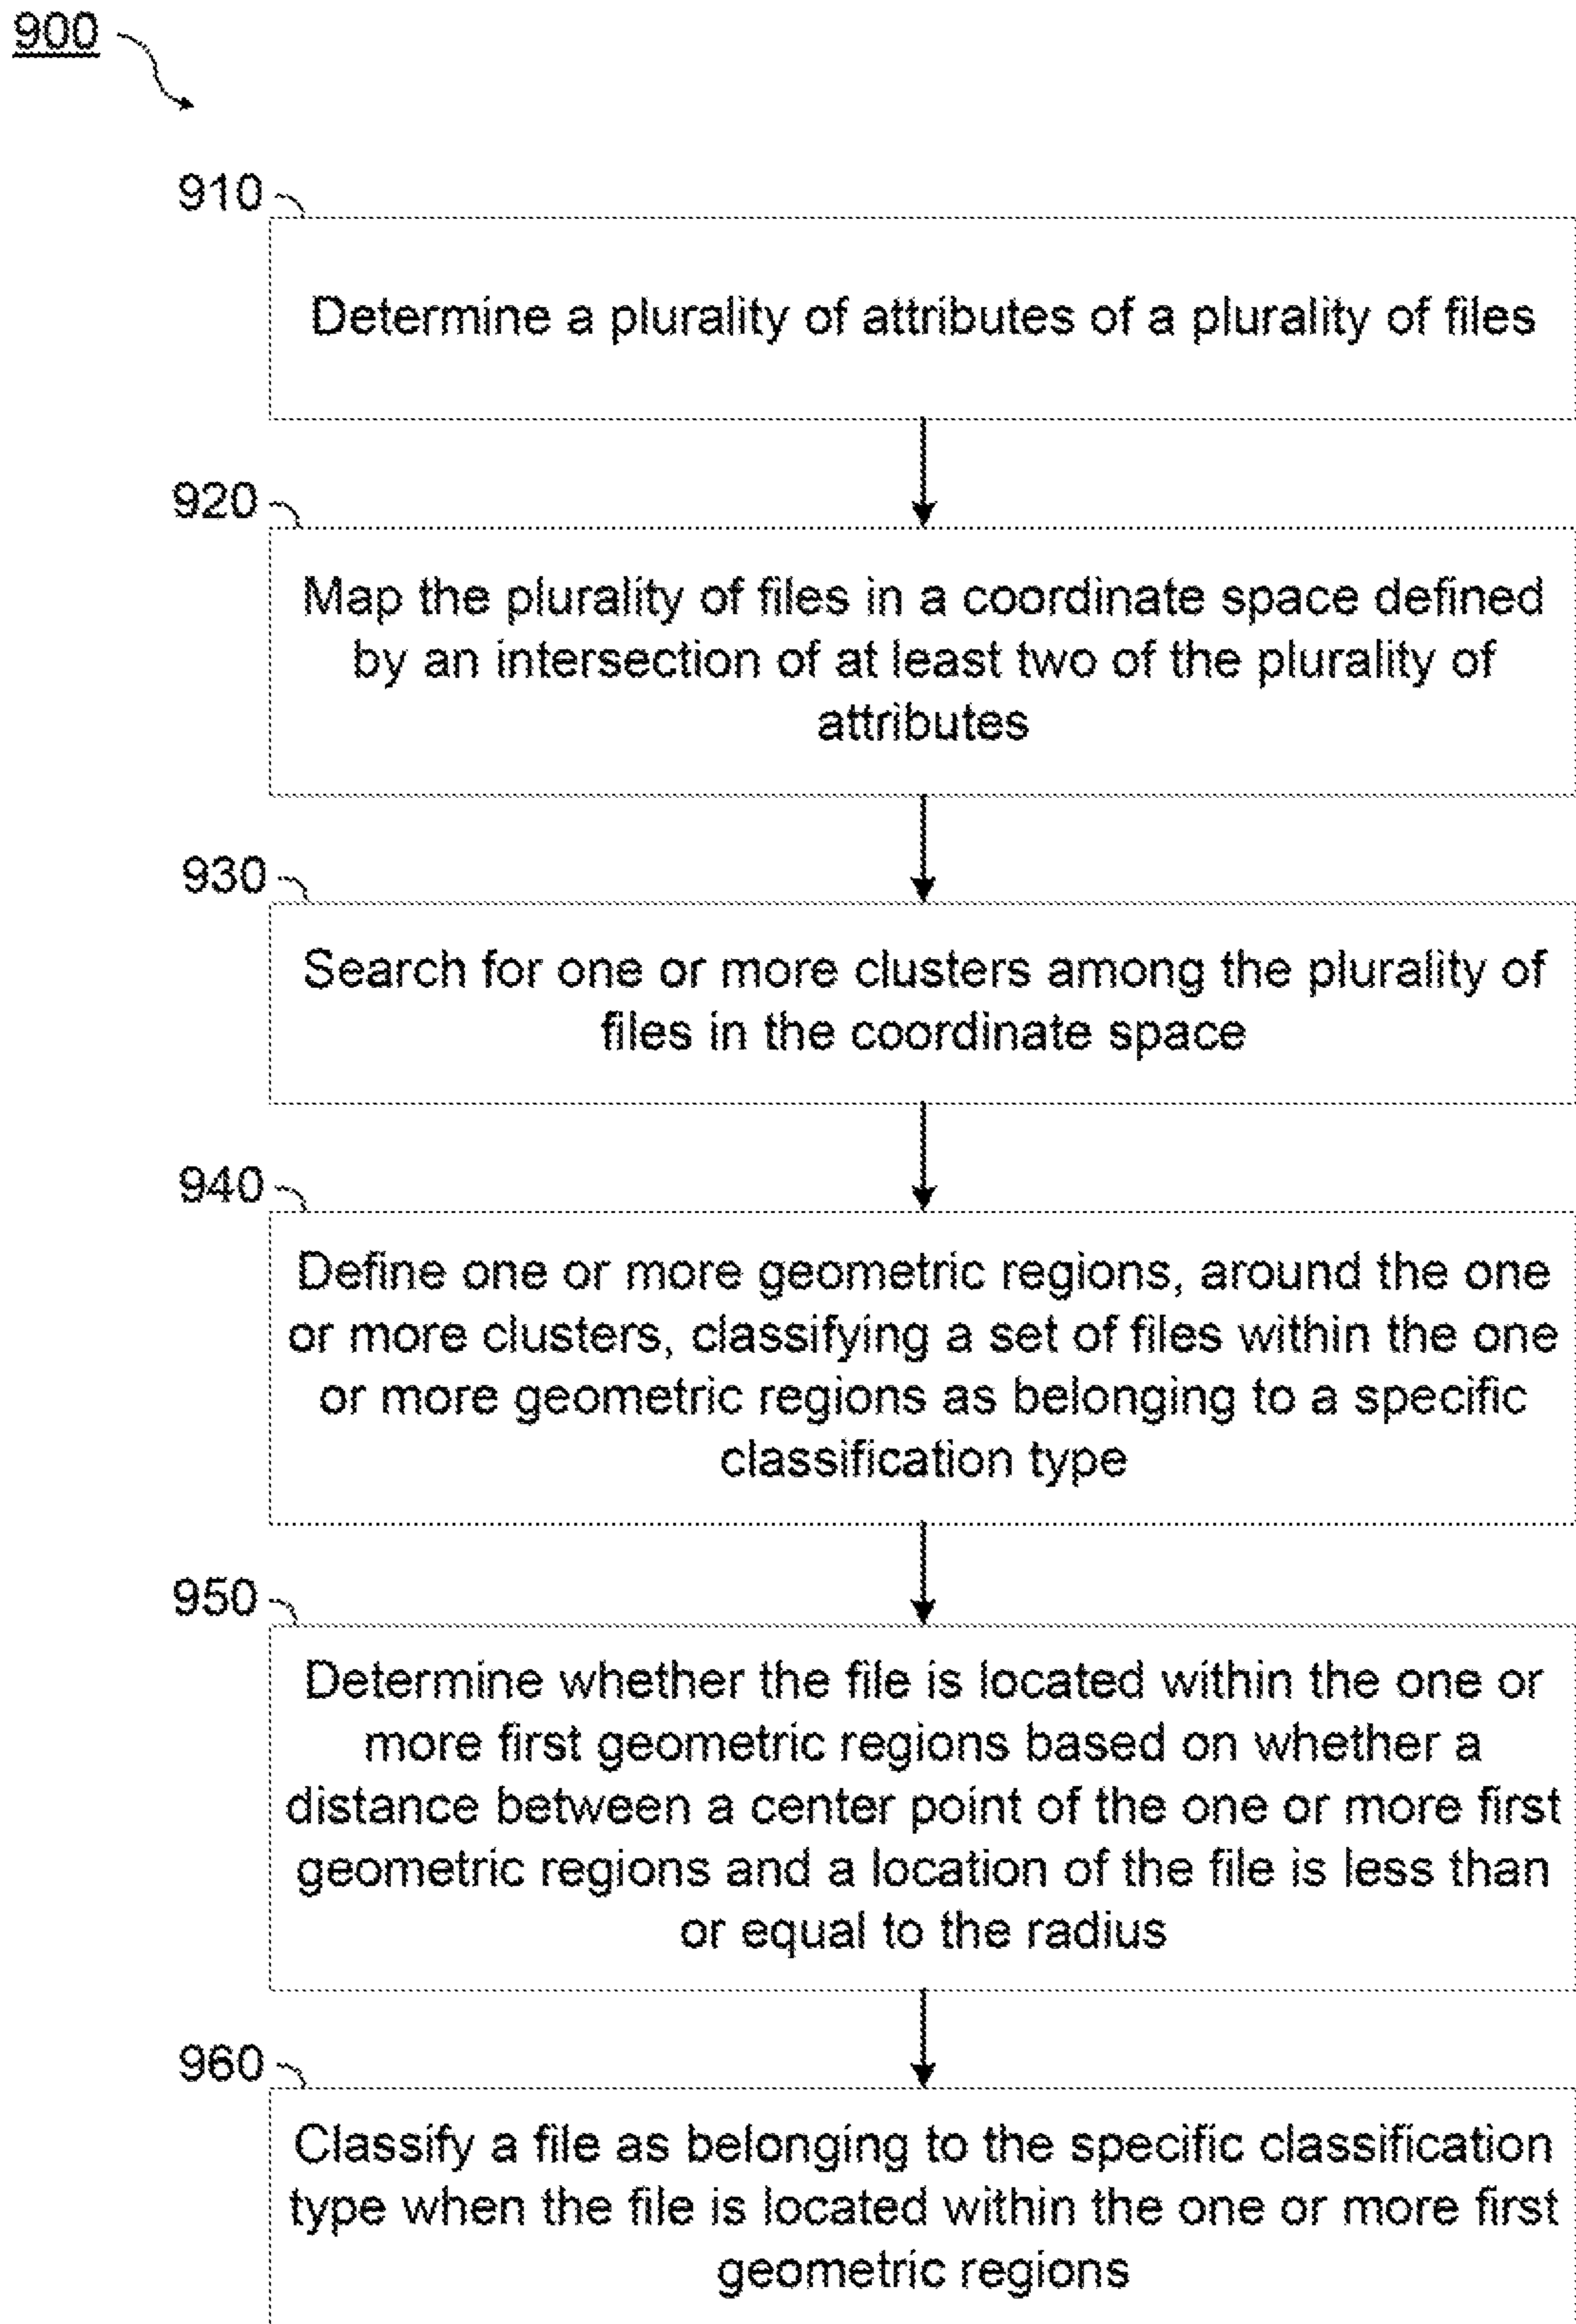 900
910
Determine a plurality of attributes of a plurality of files
920
Map the plurality of files in a coordinate space defined
by an intersection of at least two of the plurality of
attributes
930
Search for one or more clusters among the plurality of
files in the coordinate space
940
Define one or more geometric regions, around the one
or more clusters, classifying a set of files within the one
or more geometric regions as belonging to a specific
classification type
950
Determine whether the file is located within the one or
more first geometric regions based on whether a
distance between a center point of the one or more first
geometric regions and a location of the file is less than
or equal to the radius
960
Classify a file as belonging to the specific classification
type when the file is located within the one or more first
geometric regions